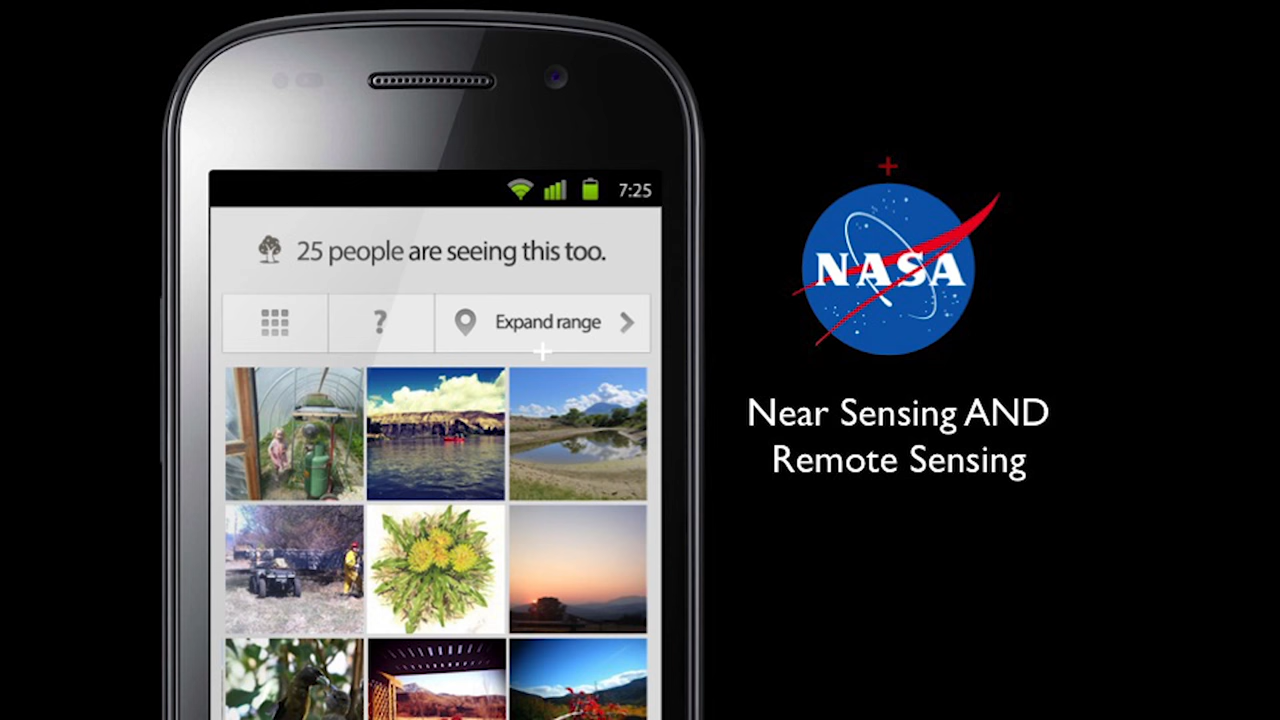 7:25
25 people are seeing this too.
?
Expand range
NASA
Near Sensing AND
Remote Sensing